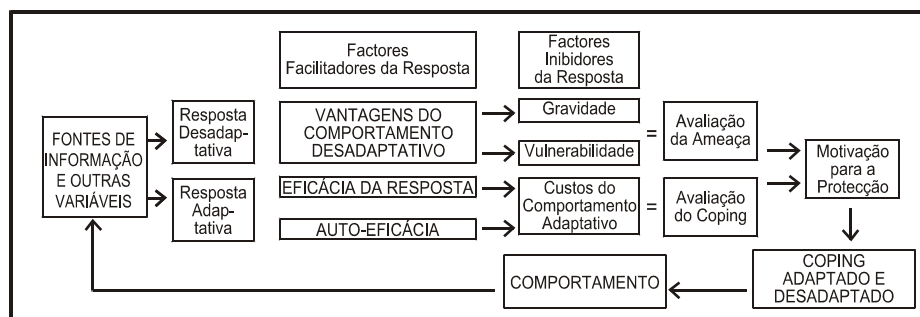 Factores
Facilitadores da Resposta
Factores
Inibidores
da Resposta
FONTES DE
INFORMAÇÃO
E OUTRAS
VARIÁVEIS
Resposta
Desadap-
tativa
Resposta
Adap-
tativa
VANTAGENS DO
COMPORTAMENTO
DESADAPTATIVO
EFICÁCIA DA RESPOSTA
AUTO-EFICÁCIA
Gravidade
Vulnerabilidade
Custos do
Comportamento
Adaptativo
=
Avaliação
da Ameaça
=
Avaliação
do Coping
Motivação
para a
Protecção
COPING
ADAPTADO E
DESADAPTADO
COMPORTAMENTO